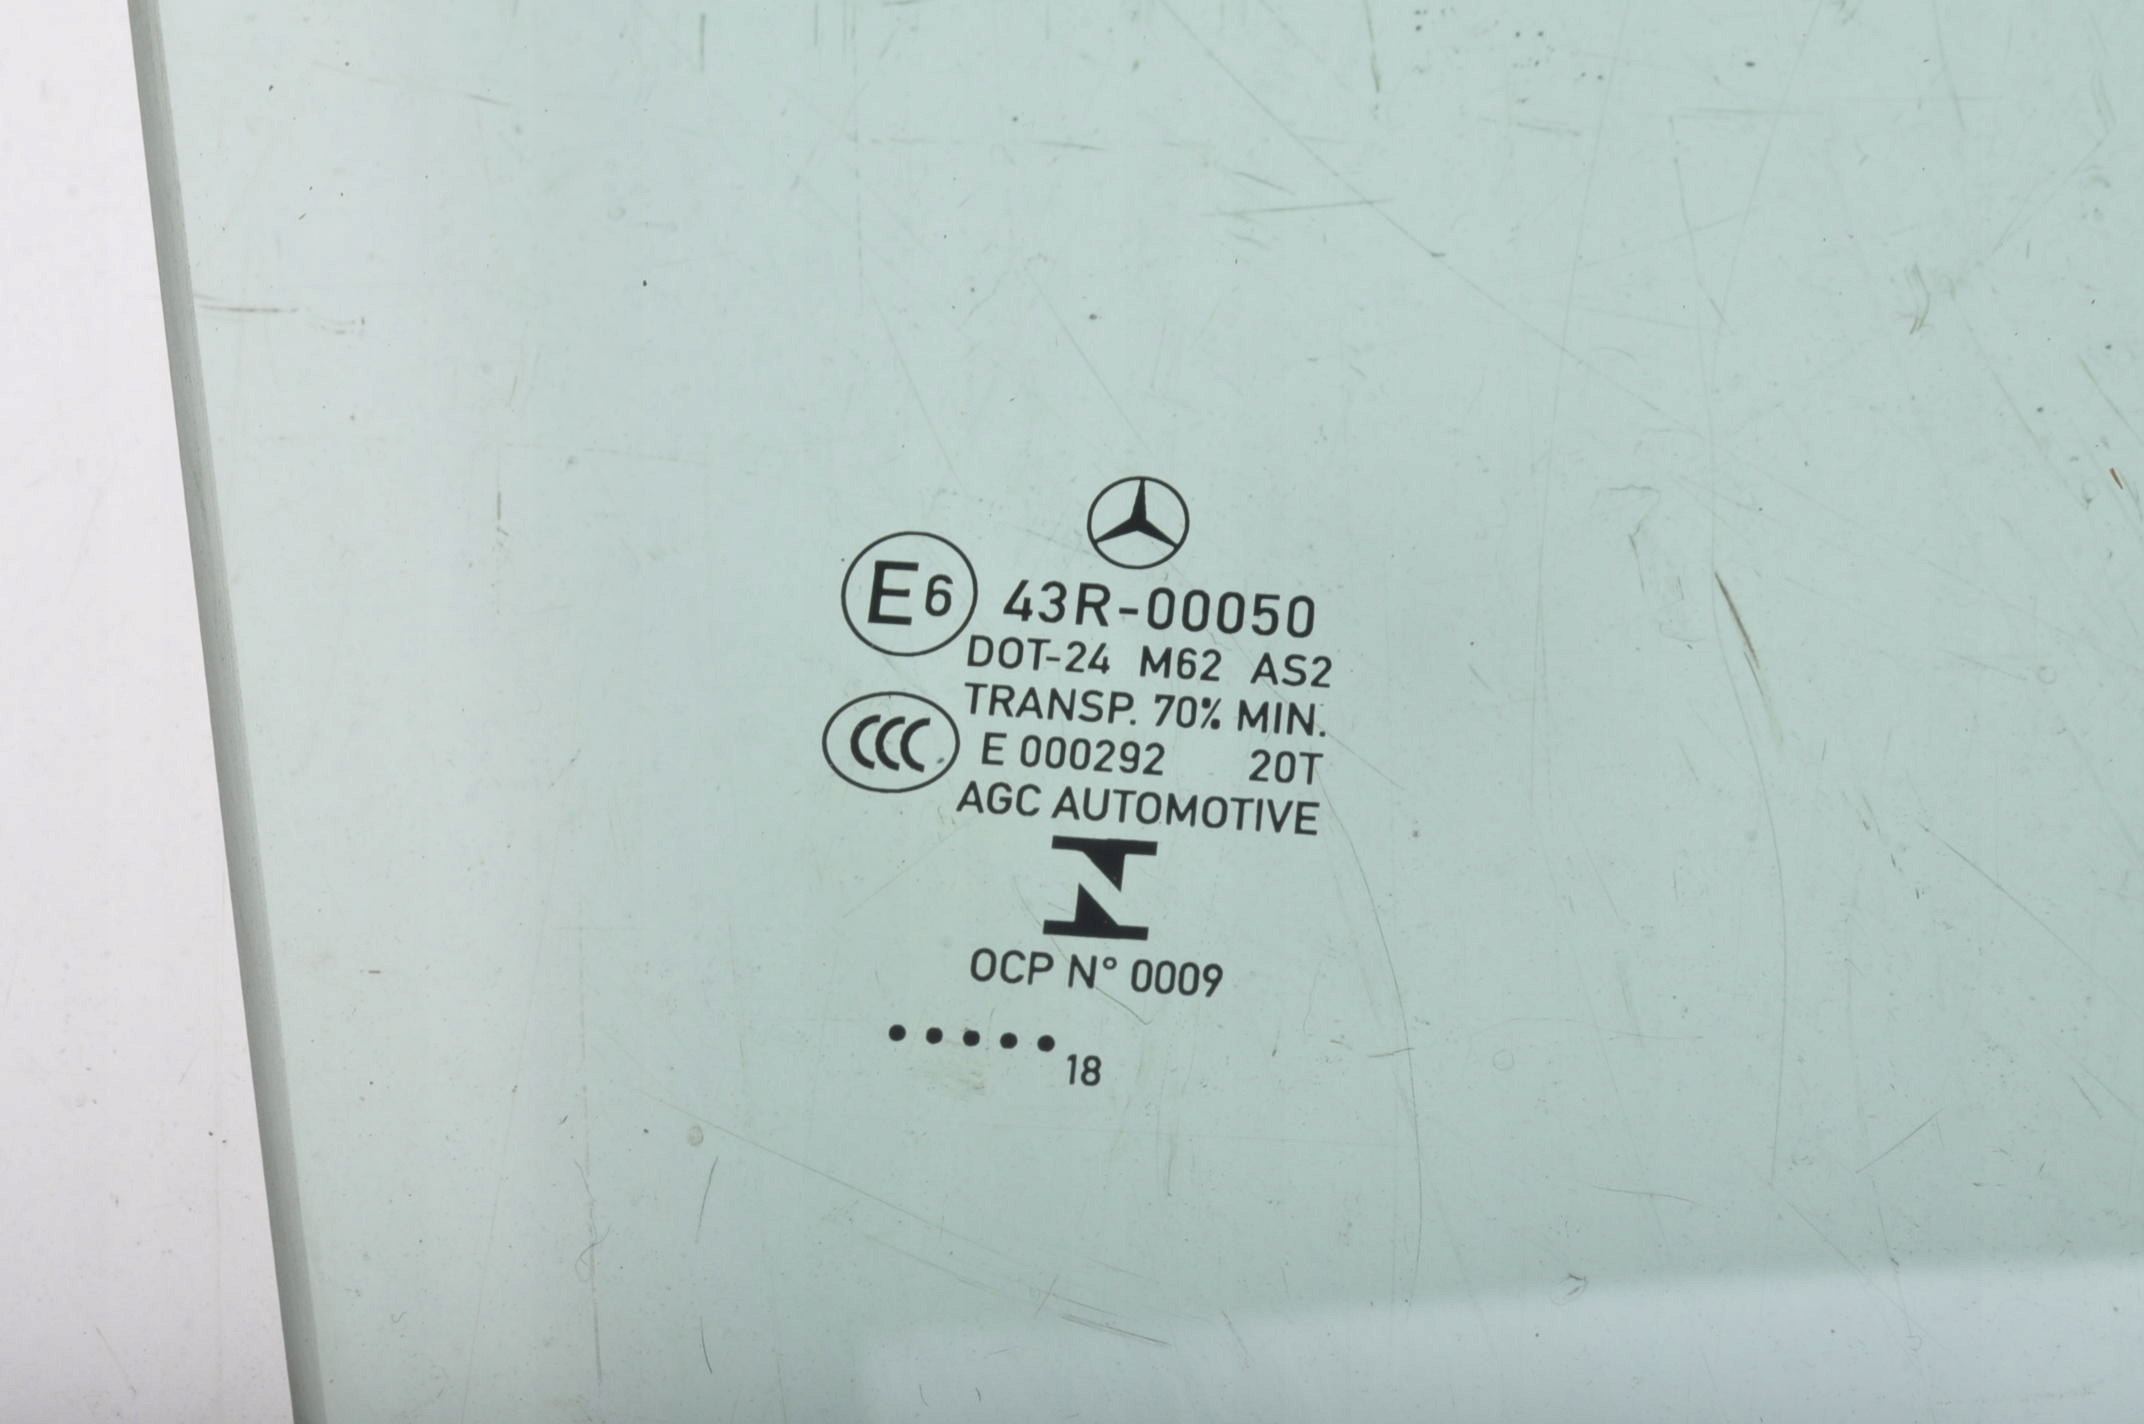 E6 43R-00050
DOT-24 M62 AS2
TRANSP. 70% MIN.
CCC E 000292 20T
AGC AUTOMOTIVE
OCP N° 0009
.....18